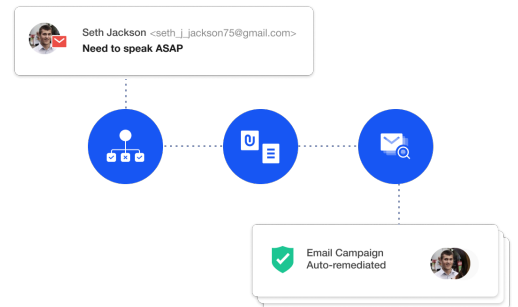 Seth Jackson <seth_j_jackson75@gmail.com>
Need to speak ASAP
Email Campaign
Auto-remediated